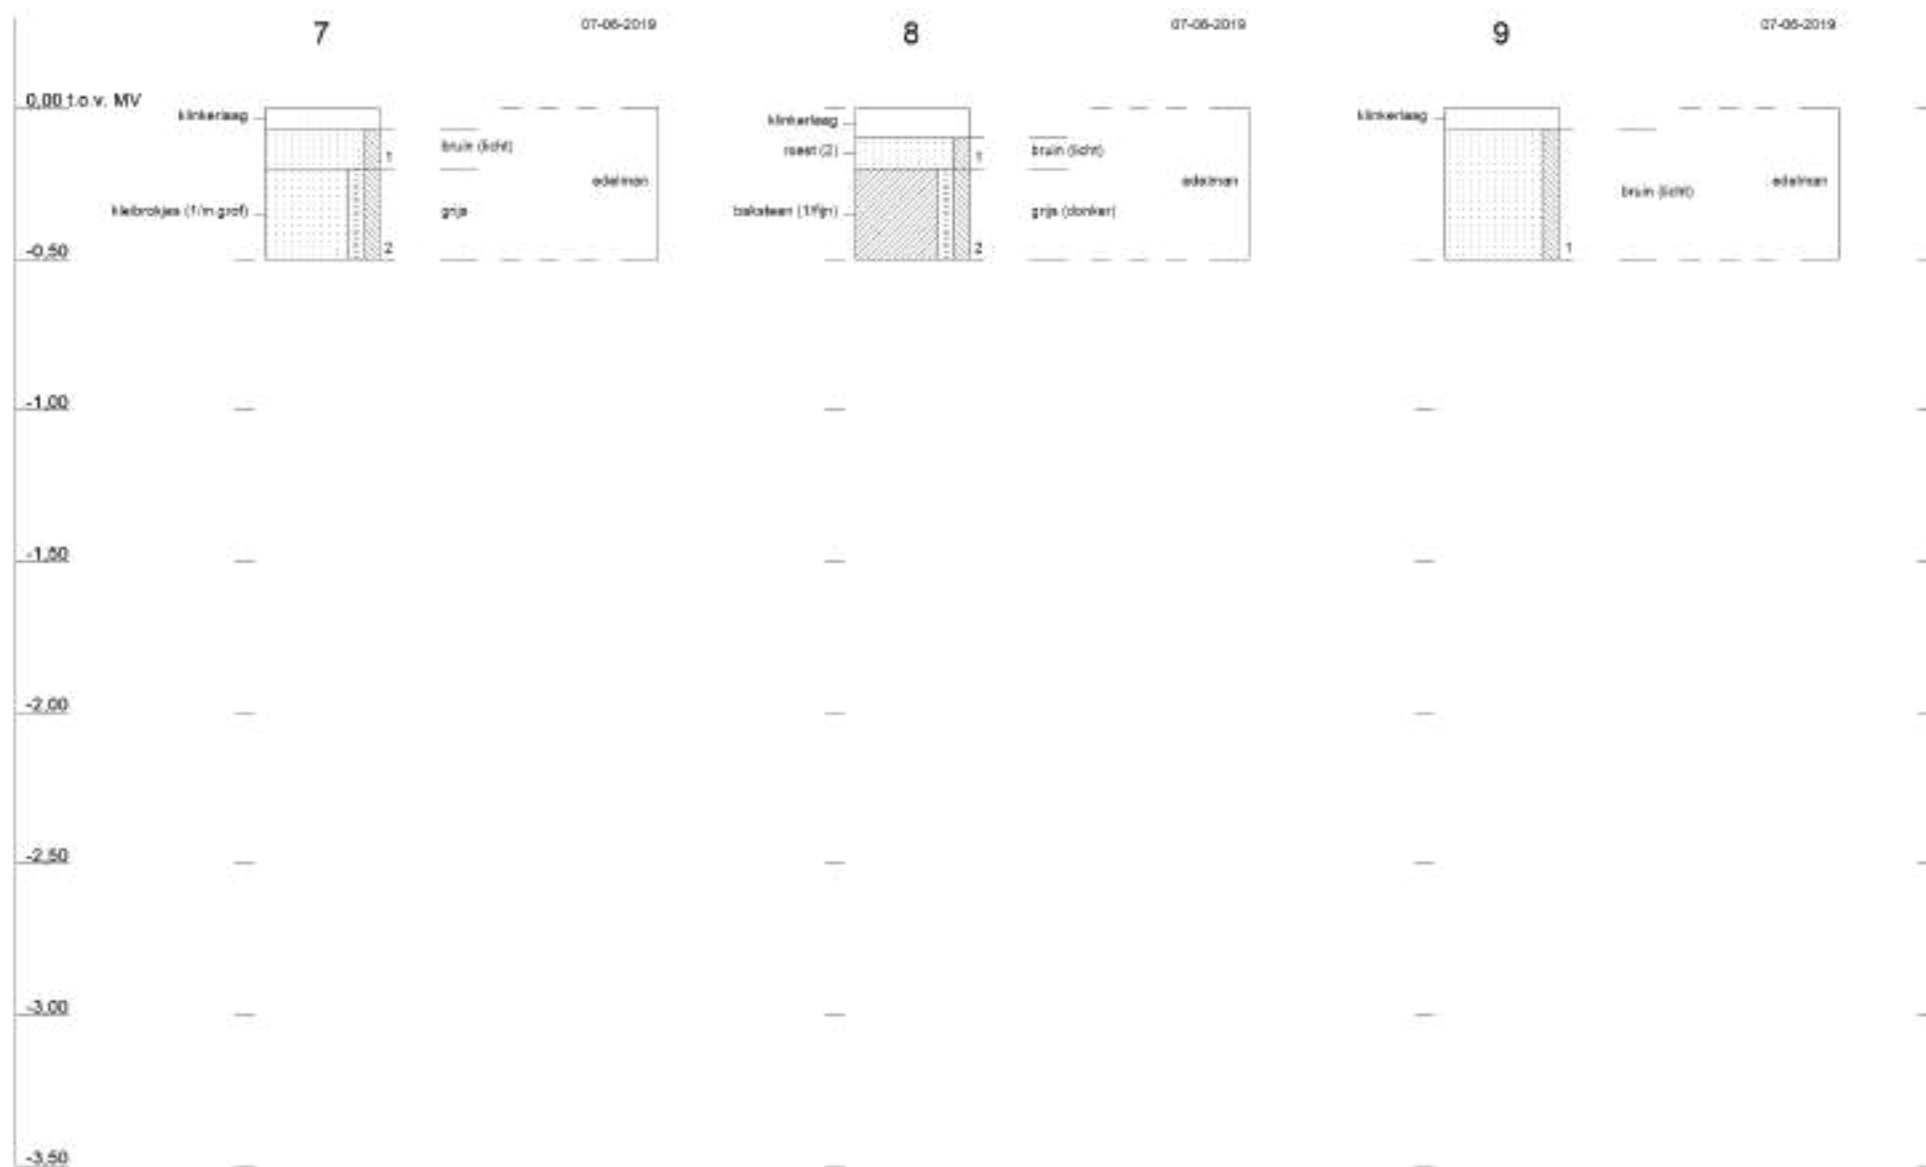 7
07-06-2019
8
07-06-2019
9
07-06-2019
0,00 t.o.v. MV
klinkerlaag
1
bruin (licht)
edelman
kleibrokjes (1/m.grof)
grijs
2
klinkerlaag
roest (2)
1
bruin (licht)
edelman
baksteen (1/fijn)
grijs (donker)
2
klinkerlaag
bruin (licht)
edelman
1
-0,50
-1,00
-1,50
-2,00
-2,50
-3,00
-3,50